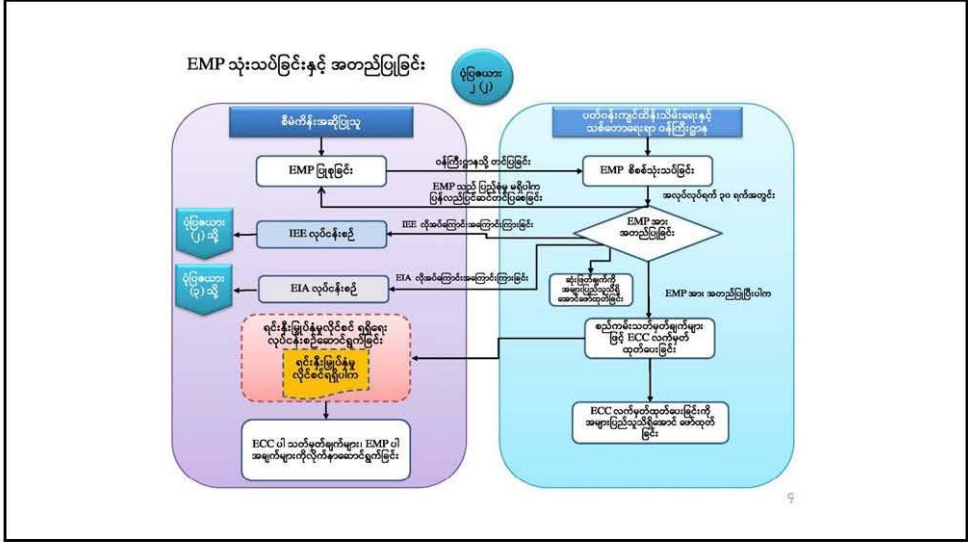 EMP သုံးသပ်ခြင်းနှင့် အတည်ပြုခြင်း
ပုံပြဇယား
၂ (၂)
စီမံကိန်းအဆိုပြုသူ
ပတ်ဝန်းကျင်ထိန်းသိမ်းရေးနှင့်
သစ်တောရေးရာ ဝန်ကြီးဌာန
EMP ပြုစုခြင်း
ဝန်ကြီးဌာနသို့ တင်ပြခြင်း
EMP စိစစ်သုံးသပ်ခြင်း
EMP သည် ပြည့်စုံမှု မရှိပါက
ပြန်လည်ပြင်ဆင်တင်ပြစေခြင်း
အလုပ်လုပ်ရက် ၃၀ ရက်အတွင်း
ပုံပြဇယား
(၂) သို့
IEE လုပ်ငန်းစဉ်
IEE လိုအပ်ကြောင်း အကြောင်းကြားခြင်း
EMP အား
အတည်ပြုခြင်း
ပုံပြဇယား
(၃) သို့
EIA လုပ်ငန်းစဉ်
EIA လိုအပ်ကြောင်းအကြောင်းကြားခြင်း
ဆုံးဖြတ်ချက်ကို
အများပြည်သူသိရှိ
အောင်ဖော်ထုတ်ခြင်း
EMP အား အတည်ပြုပြီးပါက
ရင်းနှီးမြှုပ်နှံမှုလိုင်စင် ရရှိရေး
လုပ်ငန်းစဉ်ဆောင်ရွက်ခြင်း
ရင်းနှီးမြှုပ်နှံမှု
လိုင်စင်ရရှိပါက
စည်ကမ်းသတ်မှတ်ချက်များ
ဖြင့် ECC လက်မှတ်
ထုတ်ပေးခြင်း
ECC ပါ သတ်မှတ်ချက်များ၊ EMP ပါ
အချက်များကိုလိုက်နာဆောင်ရွက်ခြင်း
ECC လက်မှတ်ထုတ်ပေးခြင်းကို
အများပြည်သူသိရှိအောင် ဖော်ထုတ်
ခြင်း
၄